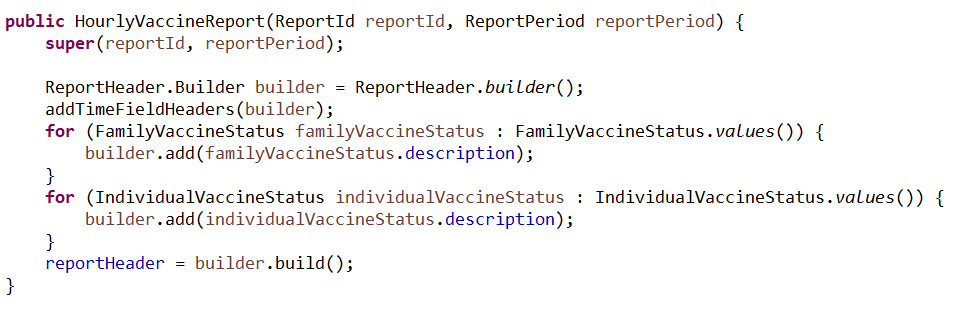 public HourlyVaccineReport(ReportId reportId, ReportPeriod reportPeriod) {
    super(reportId, reportPeriod);

    ReportHeader.Builder builder = ReportHeader.builder();
    addTimeFieldHeaders(builder);
    for (FamilyVaccineStatus familyVaccineStatus : FamilyVaccineStatus.values()) {
        builder.add(familyVaccineStatus.description);
    }
    for (IndividualVaccineStatus individualVaccineStatus : IndividualVaccineStatus.values()) {
        builder.add(individualVaccineStatus.description);
    }
    reportHeader = builder.build();
}